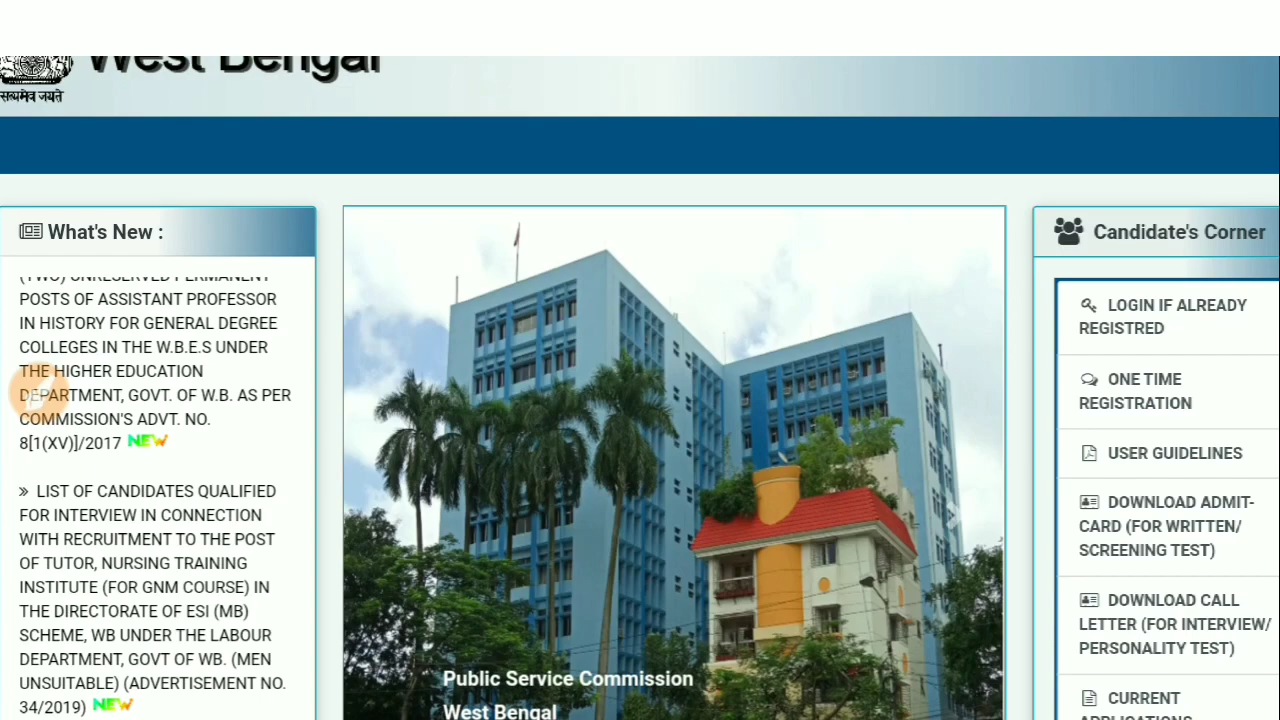 West Bengal
सत्यमेव जयते
What's New :
(TWO) UNRESERVED PERMANENT
POSTS OF ASSISTANT PROFESSOR
IN HISTORY FOR GENERAL DEGREE
COLLEGES IN THE W.B.E.S UNDER
THE HIGHER EDUCATION
DEPARTMENT, GOVT. OF W.B. AS PER
COMMISSION'S ADVT. NO.
8[1(XV)]/2017 NEW
» LIST OF CANDIDATES QUALIFIED
FOR INTERVIEW IN CONNECTION
WITH RECRUITMENT TO THE POST
OF TUTOR, NURSING TRAINING
INSTITUTE (FOR GNM COURSE) IN
THE DIRECTORATE OF ESI (MB)
SCHEME, WB UNDER THE LABOUR
DEPARTMENT, GOVT OF WB. (MEN
UNSUITABLE) (ADVERTISEMENT NO.
34/2019) NEW
Public Service Commission
West Bengal
Candidate's Corner
LOGIN IF ALREADY
REGISTRED
ONE TIME
REGISTRATION
USER GUIDELINES
DOWNLOAD ADMIT-
CARD (FOR WRITTEN/
SCREENING TEST)
DOWNLOAD CALL
LETTER (FOR INTERVIEW/
PERSONALITY TEST)
CURRENT
APPLICATIONS